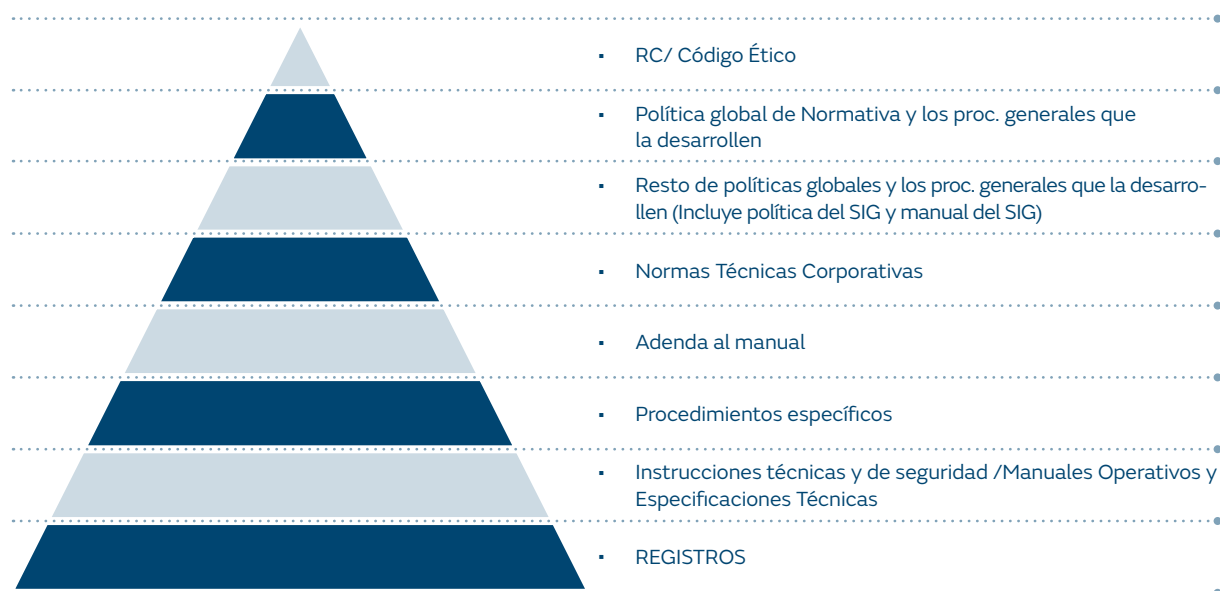 ▪ RC/ Código Ético
▪ Política global de Normativa y los proc. generales que
la desarrollen
▪ Resto de políticas globales y los proc. generales que la desarro-
llen (Incluye política del SIG y manual del SIG)
▪ Normas Técnicas Corporativas
▪ Adenda al manual
▪ Procedimientos específicos
▪ Instrucciones técnicas y de seguridad /Manuales Operativos y
Especificaciones Técnicas
▪ REGISTROS